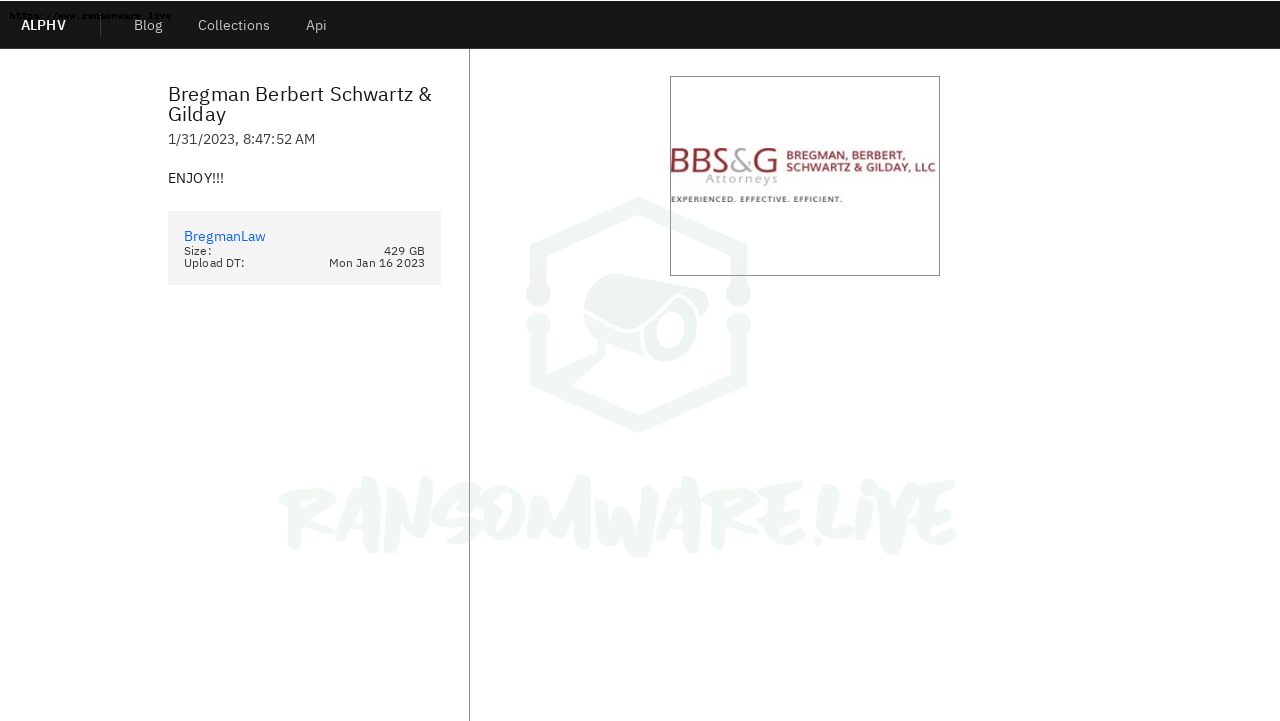 https://www.ransomware.live
ALPHV
Blog
Collections
Api
Bregman Berbert Schwartz &
Gilday
1/31/2023, 8:47:52 AM
ENJOY!!!
BregmanLaw
Size: 429 GB
Upload DT: Mon Jan 16 2023
BBS&G
Attorneys
BREGMAN, BERBERT,
SCHWARTZ & GILDAY, LLC
EXPERIENCED. EFFECTIVE. EFFICIENT.
RANSOMWARE.LIVE